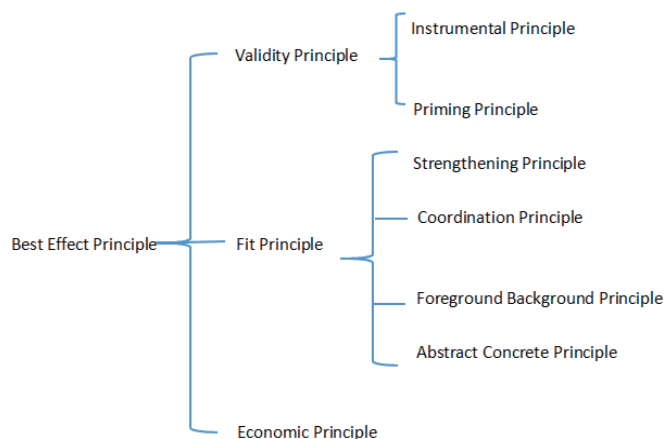 Instrumental Principle
Validity Principle
Priming Principle
Strengthening Principle
Coordination Principle
Best Effect Principle
Fit Principle
Foreground Background Principle
Abstract Concrete Principle
Economic Principle